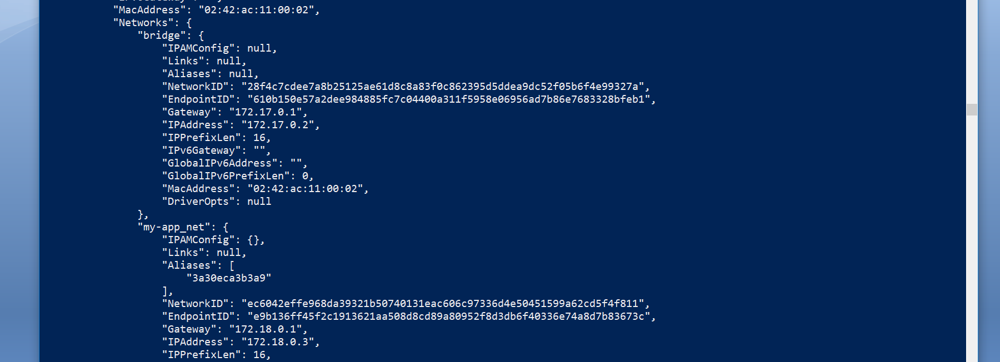 "MacAddress": "02:42:ac:11:00:02",
"Networks": {
"bridge": {
"IPAMConfig": null,
"Links": null,
"Aliases": null,
"NetworkID": "28f4c7cdee7a8b25125ae61d8c8a83f0c862395d5ddea9dc52f05b6f4e99327a",
"EndpointID": "610b150e57a2dee984885fc7c04400a311f5958e06956ad7b86e7683328bfeb1",
"Gateway": "172.17.0.1",
"IPAddress": "172.17.0.2",
"IPPrefixLen": 16,
"IPv6Gateway": "",
"GlobalIPv6Address": "",
"GlobalIPv6PrefixLen": 0,
"MacAddress": "02:42:ac:11:00:02",
"DriverOpts": null
},
"my-app_net": {
"IPAMConfig": {},
"Links": null,
"Aliases": [
"3a30eca3b3a9"
],
"NetworkID": "ec6042effe968da39321b50740131eac606c97336d4e50451599a62cd5f4f811",
"EndpointID": "e9b136ff45f2c1913621aa508d8cd89a80952f8d3db6f40336e74a8d7b83673c",
"Gateway": "172.18.0.1",
"IPAddress": "172.18.0.3",
"IPPrefixLen": 16,